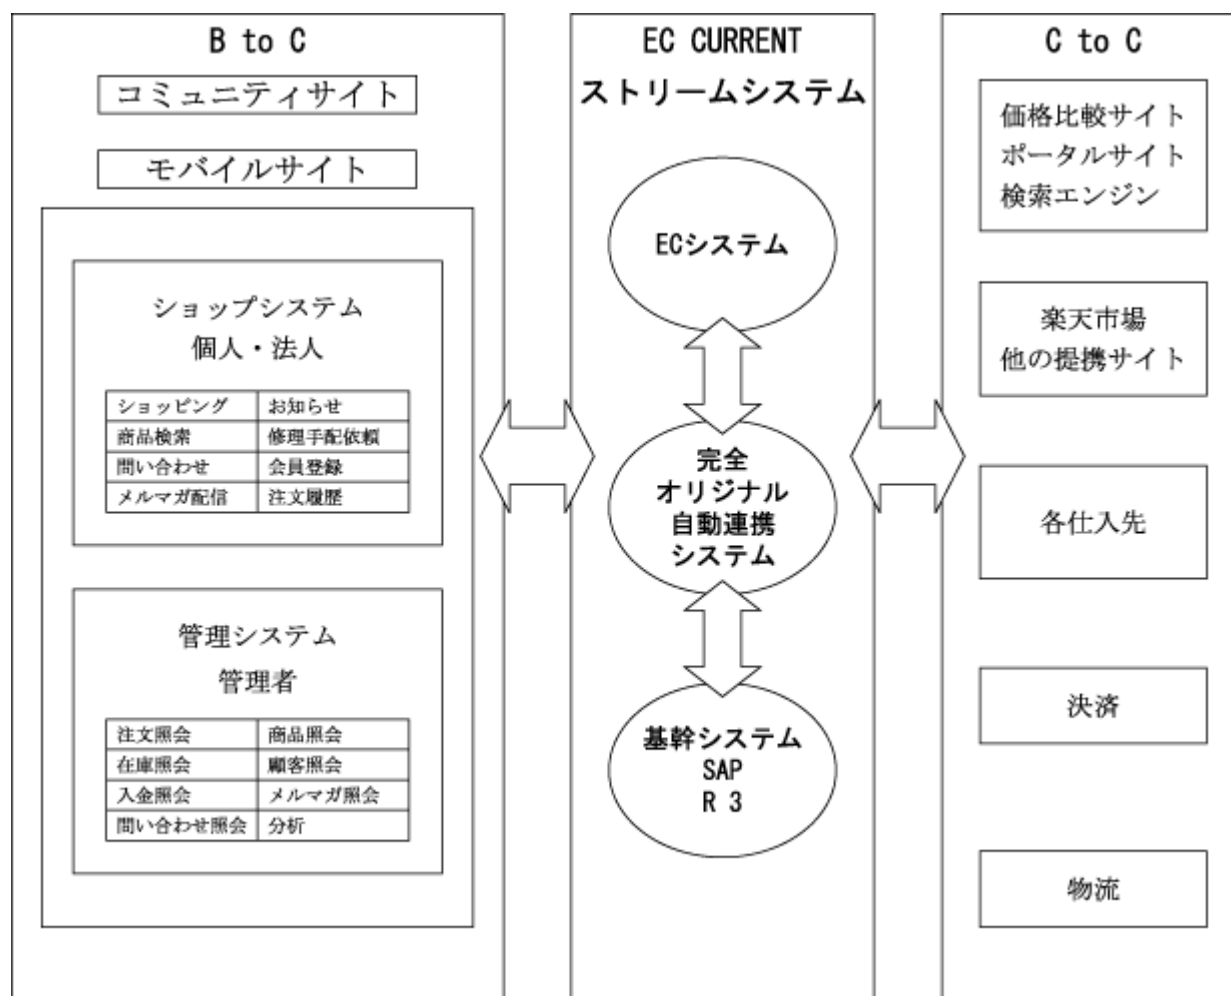 B to C
コミュニティサイト
モバイルサイト
ショップシステム
個人・法人
ショッピング お知らせ
商品検索 修理手配依頼
問い合わせ 会員登録
メルマガ配信 注文履歴
管理システム
管理者
注文照会 商品照会
在庫照会 顧客照会
入金照会 メルマガ照会
問い合わせ照会 分析
EC CURRENT
ストリームシステム
ECシステム
完全
オリジナル
自動連携
システム
基幹システム
SAP
R 3
C to C
価格比較サイト
ポータルサイト
検索エンジン
楽天市場
他の提携サイト
各仕入先
決済
物流